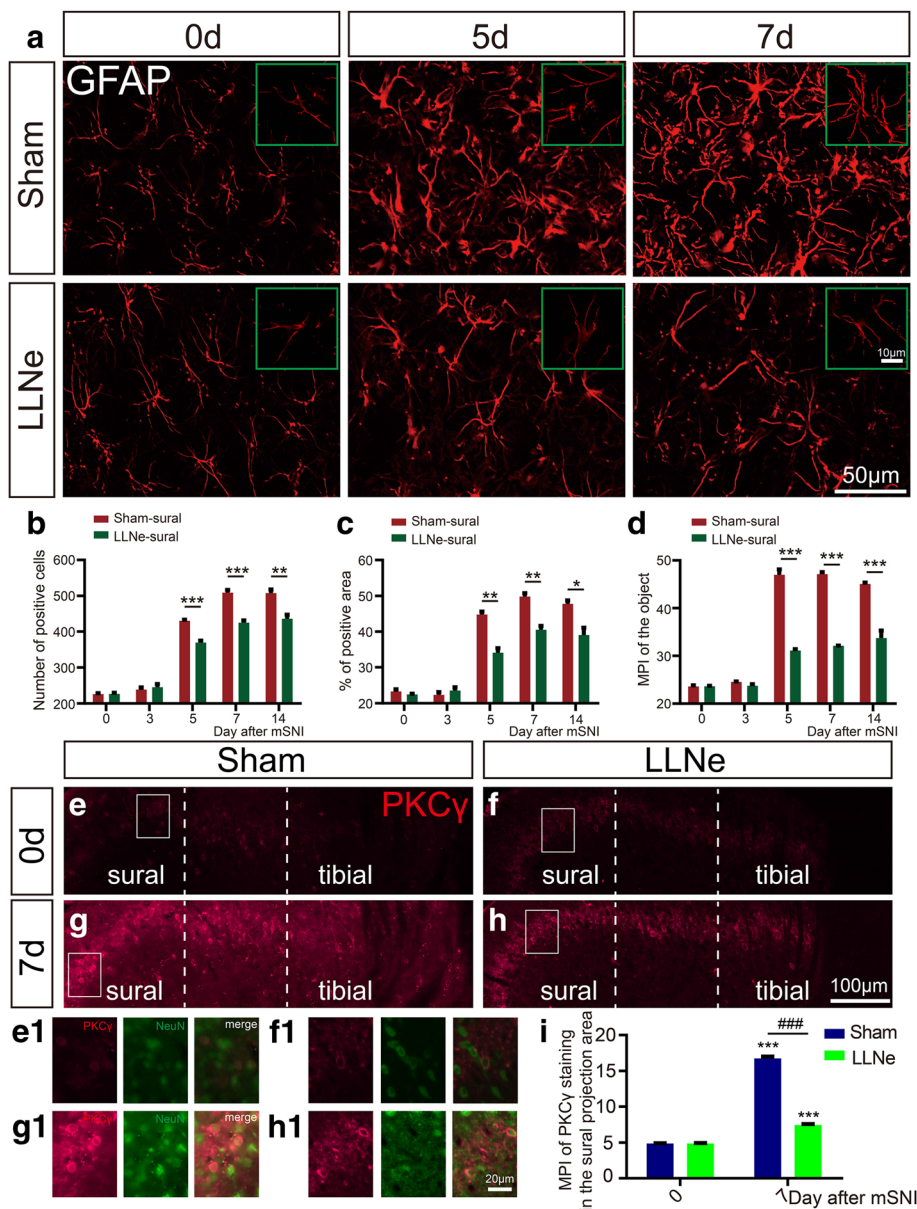 a
0d
5d
7d
Sham
GFAP
LLNe
10μm
50μm
b
Sham-sural
LLNe-sural
Number of positive cells
600
500
400
300
200
***
***
**
0
3
5
7
14
Day after mSNI
c
Sham-sural
LLNe-sural
% of positive area
60
50
40
30
20
**
**
*
0
3
5
7
14
Day after mSNI
d
Sham-sural
LLNe-sural
MPI of the object
50
40
30
20
***
***
***
0
3
5
7
14
Day after mSNI
Sham
LLNe
0d
e
PKCγ
sural
tibial
f
sural
tibial
7d
g
sural
tibial
h
sural
tibial
100μm
e1
PKCγ
NeuN
merge
f1
g1
PKCγ
NeuN
merge
h1
20μm
i
MPI of PKCγ staining
in the sural projection area
20
15
10
5
0
Sham
LLNe
###
***
***
0
7
Day after mSNI